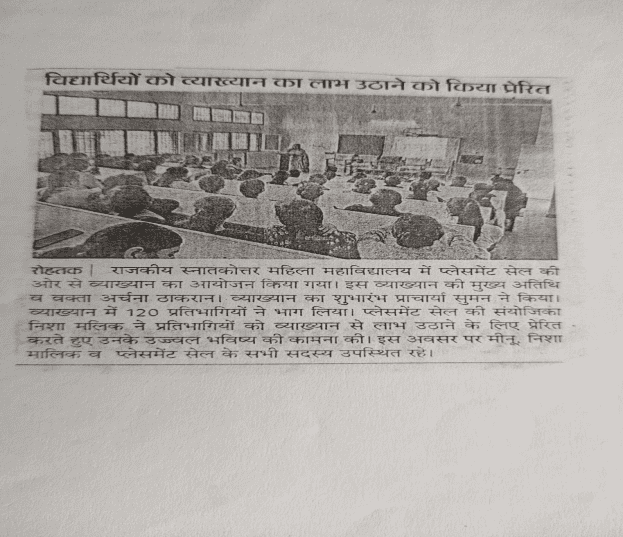 विद्यार्थियों को व्याख्यान का लाभ उठाने को किया प्रेरित
रोहतक | राजकीय स्नातकोत्तर महिला महाविद्यालय में प्लेसमेंट सेल की
ओर से व्याख्यान का आयोजन किया गया। इस व्याख्यान की मुख्य अतिथि
व वक्ता अर्चना ठाकरान। व्याख्यान का शुभारंभ प्राचार्या सुमन ने किया।
व्याख्यान में 120 प्रतिभागियों ने भाग लिया। प्लेसमेंट सेल की संयोजिका
निशा मलिक ने प्रतिभागियों को व्याख्यान से लाभ उठाने के लिए प्रेरित
करते हुए उनके उज्ज्वल भविष्य की कामना की। इस अवसर पर मीनू, निशा
मालिक व प्लेसमेंट सेल के सभी सदस्य उपस्थित रहे।